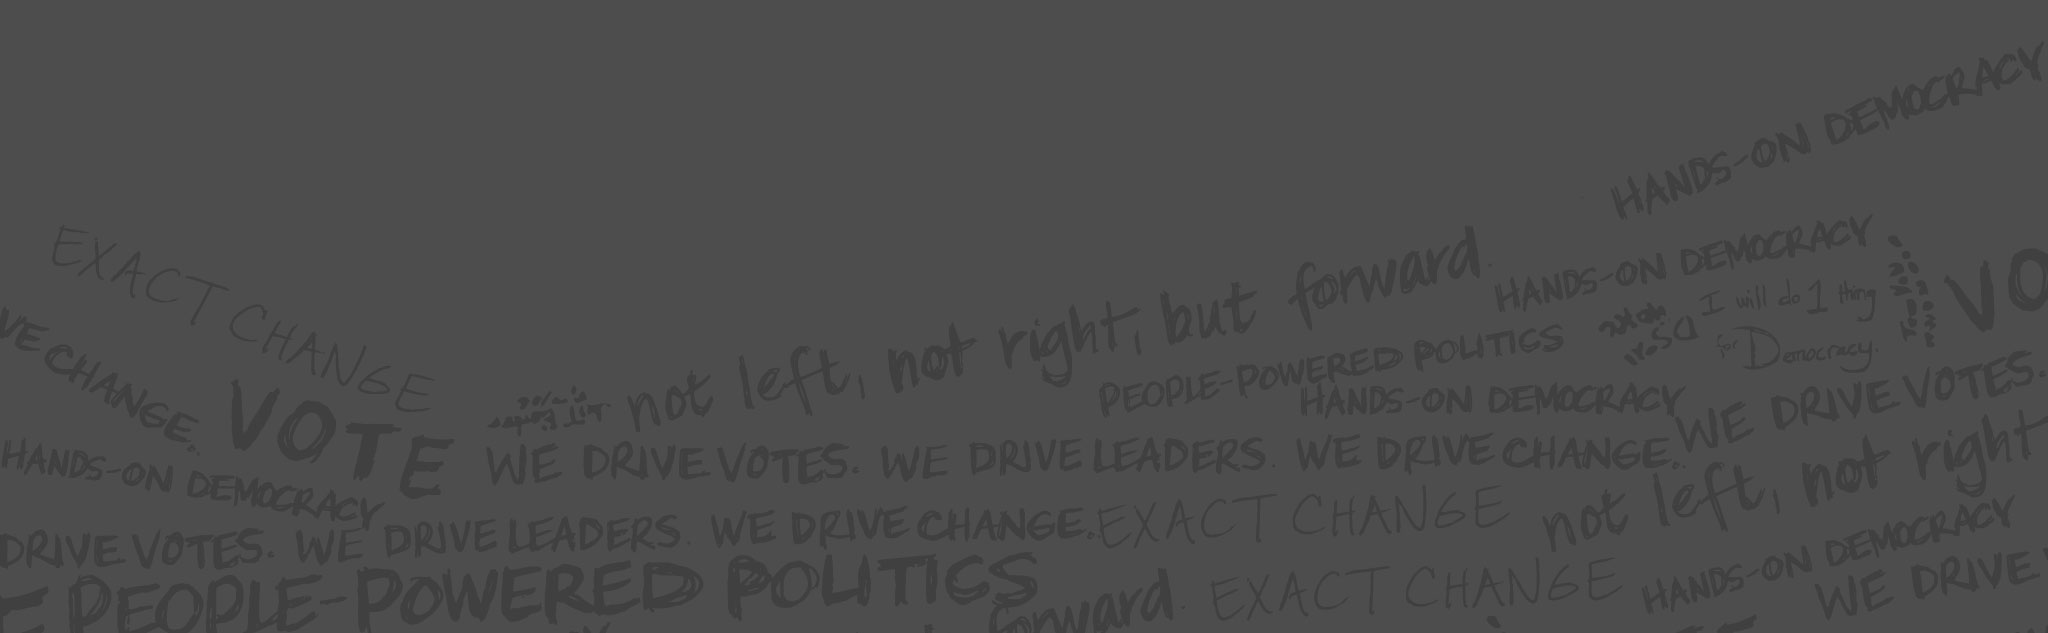 HANDS-ON DEMOCRACY
EXACT CHANGE
not left, not right, but forward.
HANDS-ON DEMOCRACY
VO
I will do 1 thing
for Democracy.
VE CHANGE.
VOTE
PEOPLE-POWERED POLITICS
HANDS-ON DEMOCRACY
WE DRIVE VOTES.
WE DRIVE VOTES. WE DRIVE LEADERS. WE DRIVE CHANGE.
HANDS-ON DEMOCRACY
not left, not right
DRIVE VOTES. WE DRIVE LEADERS. WE DRIVE CHANGE.
EXACT CHANGE
HANDS-ON DEMOCRACY
E PEOPLE-POWERED POLITICS
forward.
EXACT CHANGE
WE DRIVE